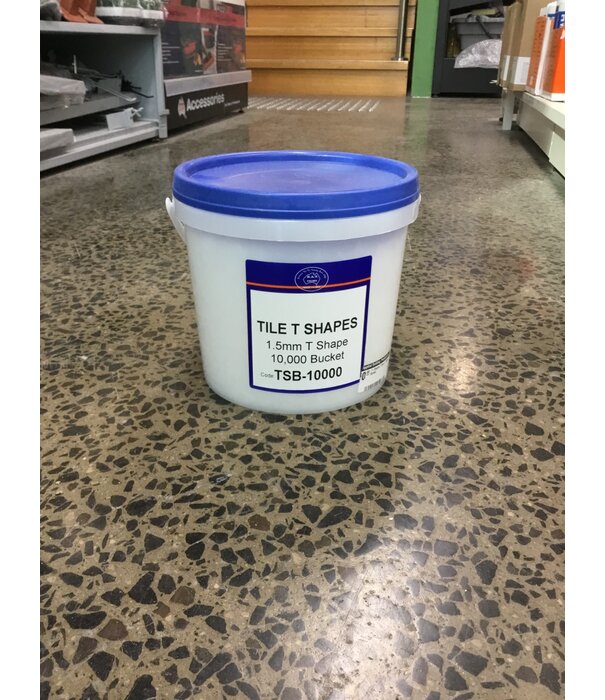 Accessories
TILE T SHAPES
1.5mm T Shape
10,000 Bucket
Code TSB-10000